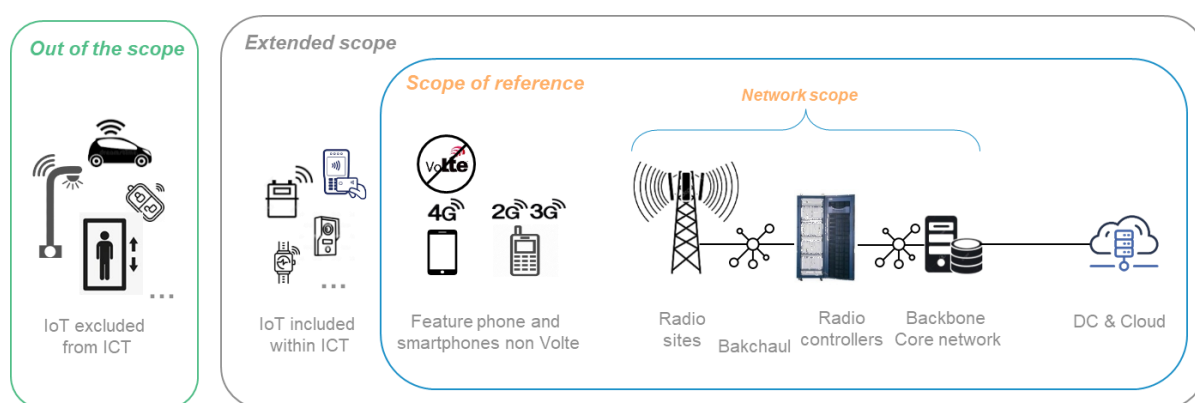 Out of the scope
Extended scope
Scope of reference
Network scope
VoLte
4G
2G 3G
...
...
IoT excluded
from ICT
IoT included
within ICT
Feature phone and
smartphones non Volte
Radio
sites
Bakchaul
Radio
controllers
Backbone
Core network
DC & Cloud